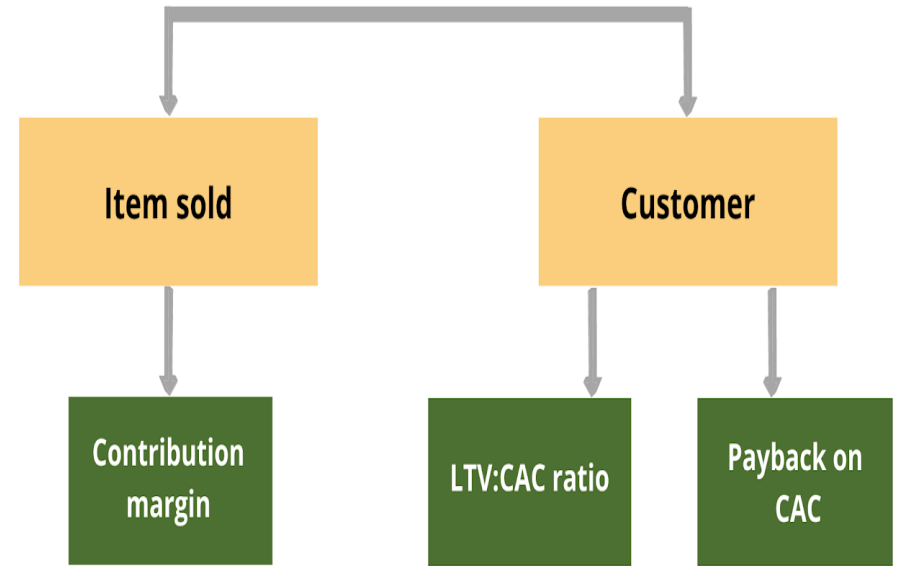 Item sold
Customer
Contribution
margin
LTV:CAC ratio
Payback on
CAC